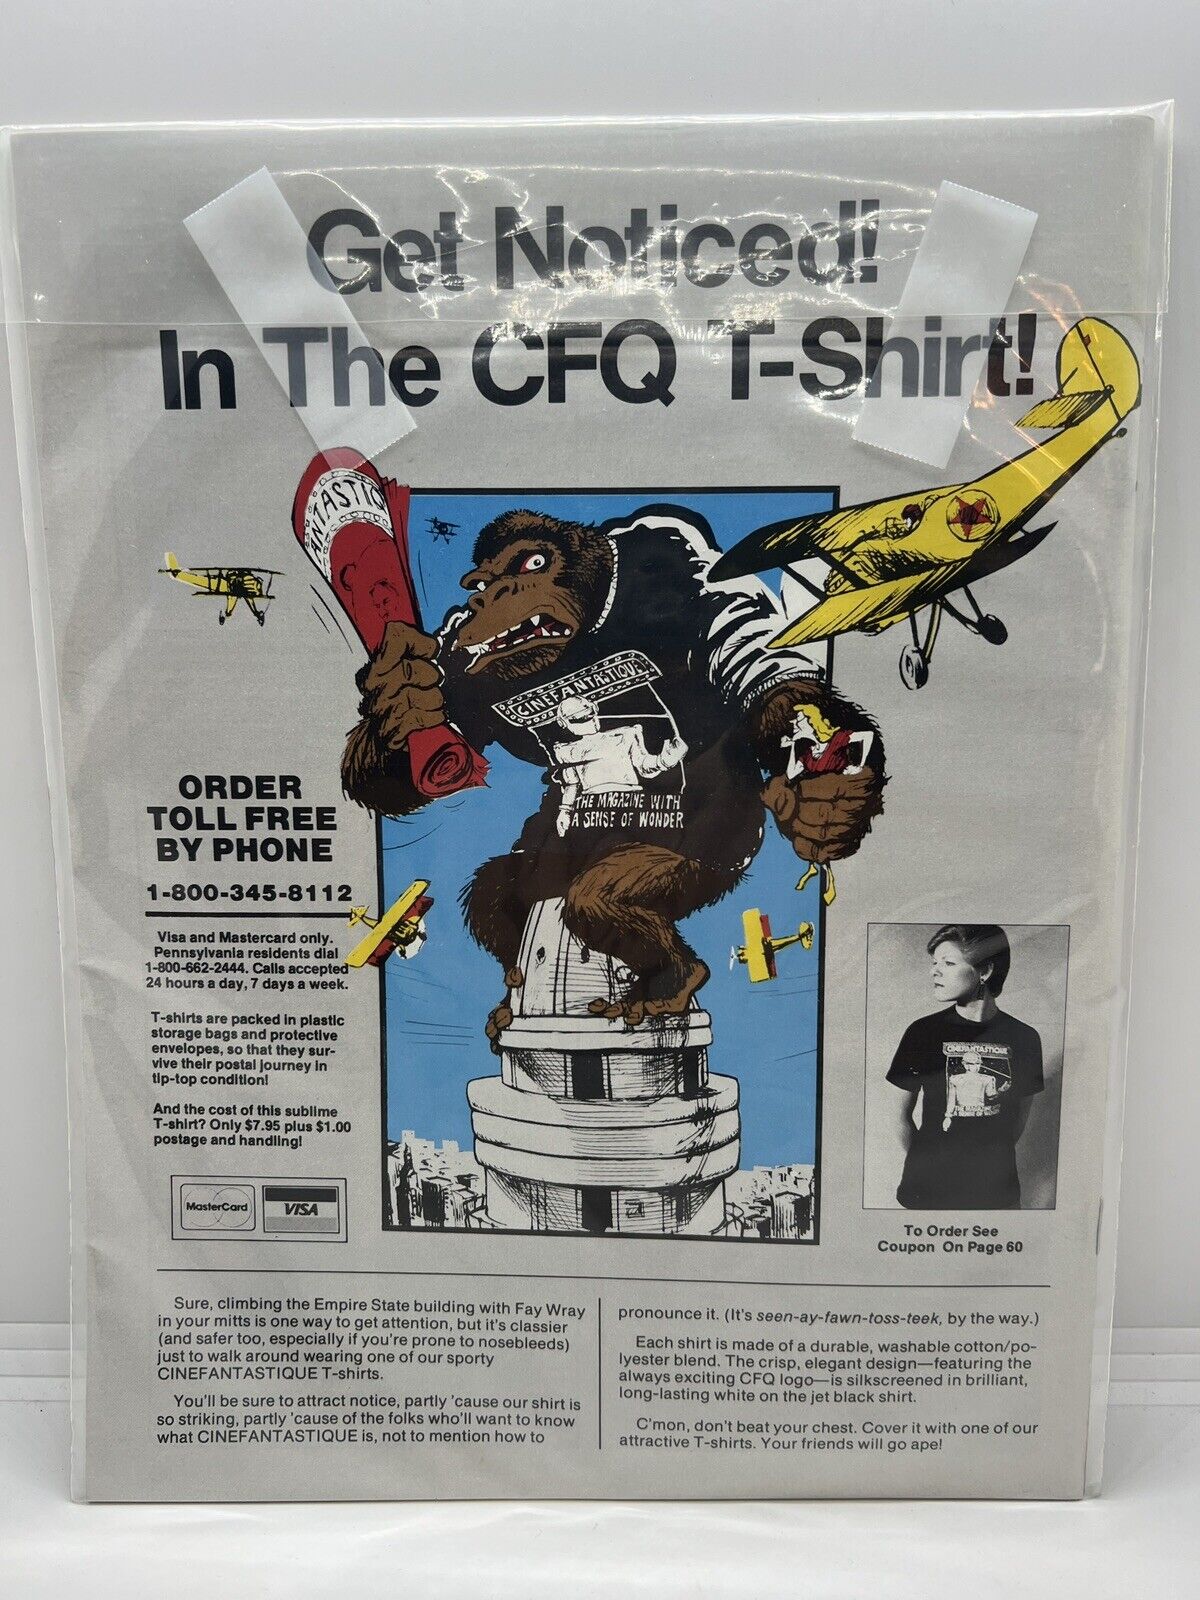 Get Noticed!
In The CFQ T-Shirt!
ANTASTIQ
CINEFANTASTIQUE
THE MAGAZINE WITH
A SENSE OF WONDER
ORDER
TOLL FREE
BY PHONE
1-800-345-8112
Visa and Mastercard only.
Pennsylvania residents dial
1-800-662-2444. Calls accepted
24 hours a day, 7 days a week.
T-shirts are packed in plastic
storage bags and protective
envelopes, so that they sur-
vive their postal journey in
tip-top condition!
And the cost of this sublime
T-shirt? Only $7.95 plus $1.00
postage and handling!
MasterCard
VISA
CINEFANTASTIQUE
THE MAGAZINE
A SENSE OF WOND
To Order See
Coupon On Page 60
Sure, climbing the Empire State building with Fay Wray
in your mitts is one way to get attention, but it's classier
(and safer too, especially if you're prone to nosebleeds)
just to walk around wearing one of our sporty
CINEFANTASTIQUE T-shirts.
You'll be sure to attract notice, partly 'cause our shirt is
so striking, partly 'cause of the folks who'll want to know
what CINEFANTASTIQUE is, not to mention how to
pronounce it. (It's seen-ay-fawn-toss-teek, by the way.)
Each shirt is made of a durable, washable cotton/po-
lyester blend. The crisp, elegant design—featuring the
always exciting CFQ logo—is silkscreened in brilliant,
long-lasting white on the jet black shirt.
C'mon, don't beat your chest. Cover it with one of our
attractive T-shirts. Your friends will go ape!